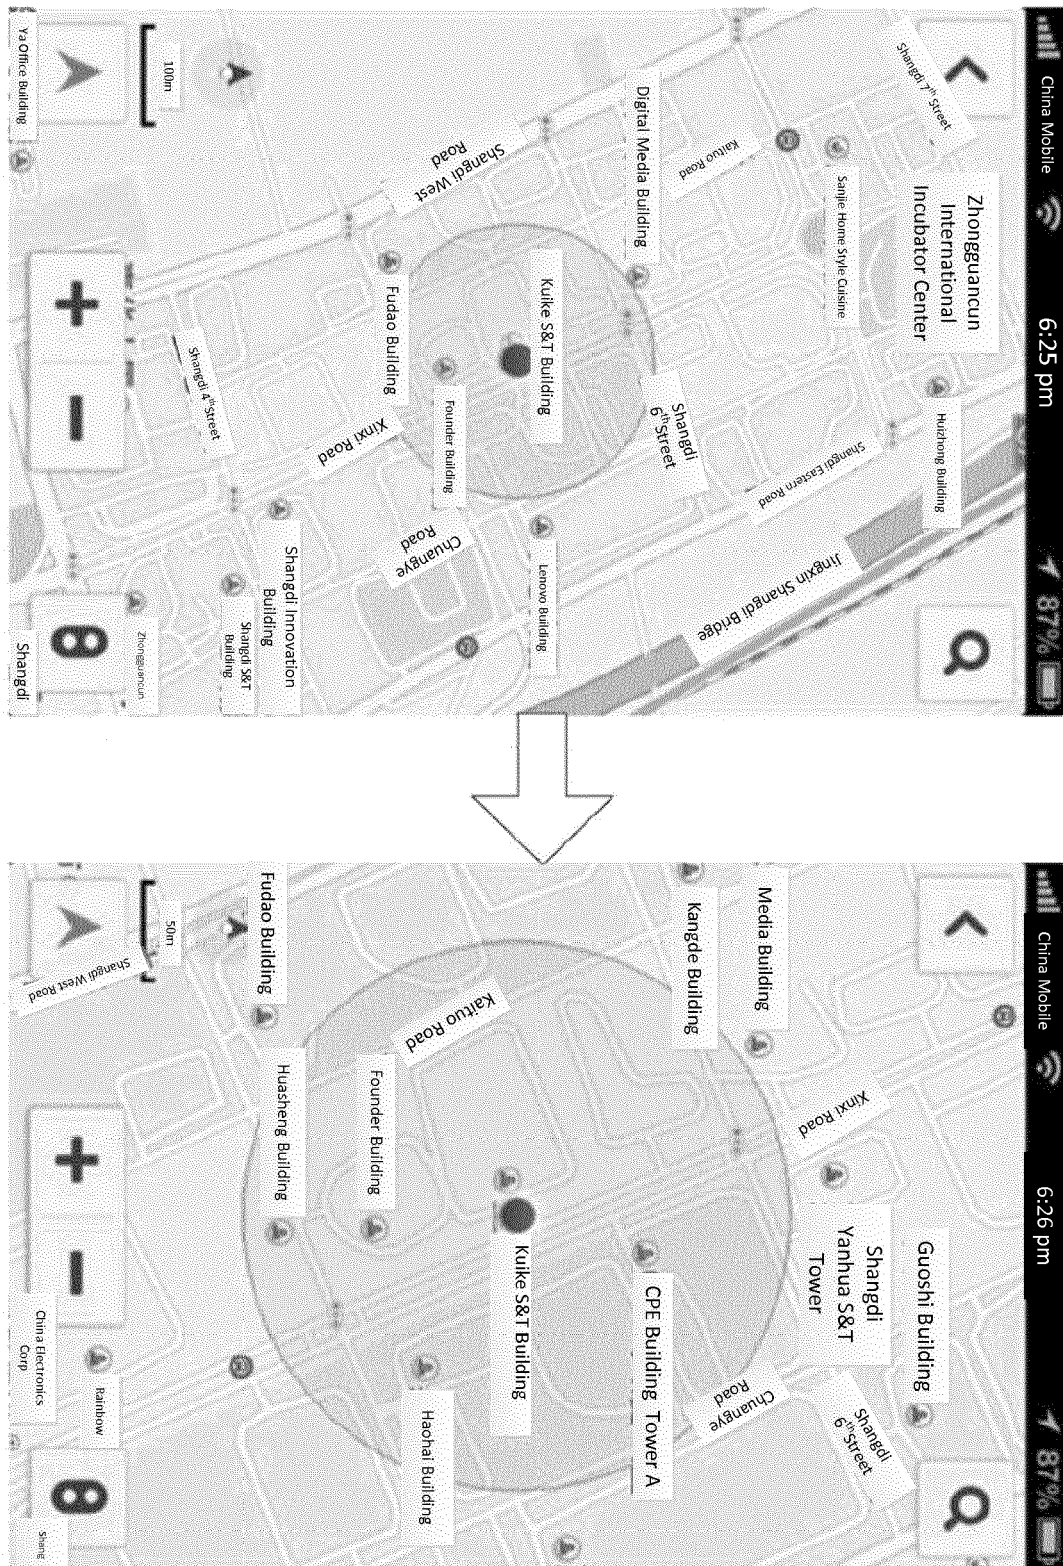 China Mobile
6:25 pm
87%
Shangdi 7th Street
Zhongguancun
International
Incubator Center
Huizhong Building
Sanjie Home Style Cuisine
Kaituo Road
Shangdi Eastern Road
Jingxin Shangdi Bridge
Digital Media Building
Shangdi
6th Street
Kuike S&T Building
Lenovo Building
Shangdi West
Road
Founder Building
Chuangye
Road
Fudao Building
Xinxi Road
Shangdi Innovation
Building
Shangdi 4th Street
Shangdi S&T
Building
100m
Zhongguancun
Ya Office Building
Shangdi
China Mobile
6:26 pm
87%
Guoshi Building
Shangdi
Yanhua S&T
Tower
Shangdi
6th Street
Xinxi Road
Media Building
Chuangye
Road
Kangde Building
CPE Building Tower A
Kuike S&T Building
Kaituo Road
Haohai Building
Founder Building
Huasheng Building
Fudao Building
50m
Shangdi West Road
Rainbow
China Electronics
Corp
Shang